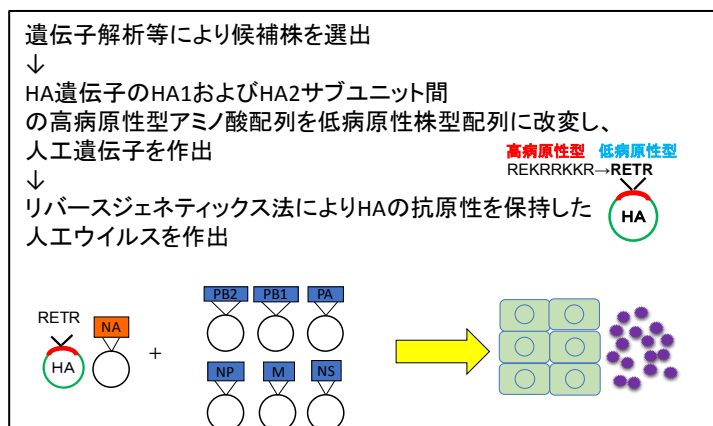 遺伝子解析等により候補株を選出
↓
HA遺伝子のHA1およびHA2サブユニット間
の高病原性型アミノ酸配列を低病原性株型配列に改変し、
人工遺伝子を作出
高病原性型 低病原性型
REKRRKKR→RETR
HA
↓
リバースジェネティックス法によりHAの抗原性を保持した
人工ウイルスを作出
RETR
HA
NA
+
PB2 PB1 PA
NP M NS